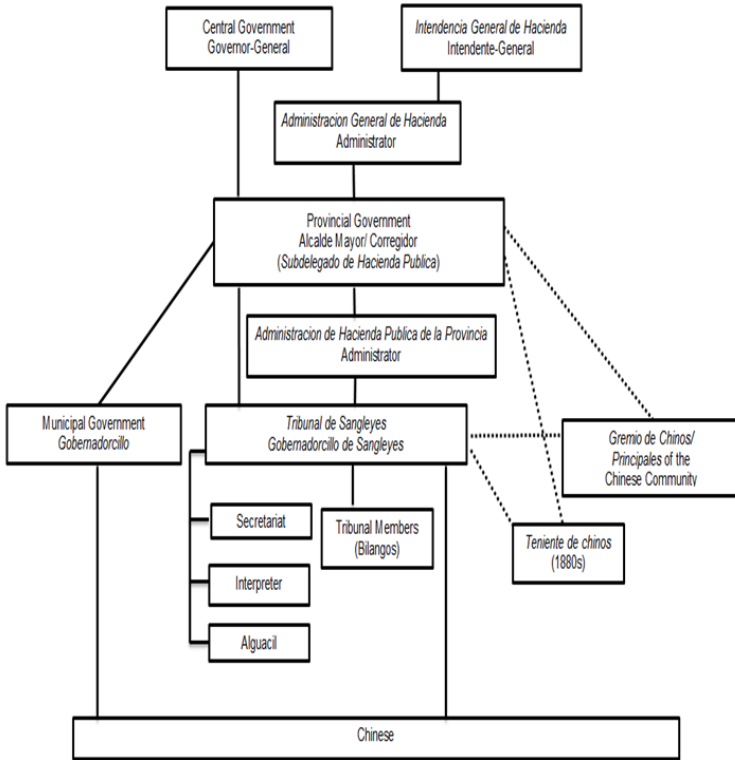 Central Government
Governor-General
Intendencia General de Hacienda
Intendente-General
Administracion General de Hacienda
Administrator
Provincial Government
Alcalde Mayor/ Corregidor
(Subdelegado de Hacienda Publica)
Administracion de Hacienda Publica de la Provincia
Administrator
Municipal Government
Gobernadorcillo
Tribunal de Sangleyes
Gobernadorcillo de Sangleyes
Gremio de Chinos/
Principales of the
Chinese Community
Secretariat
Tribunal Members
(Bilangos)
Teniente de chinos
(1880s)
Interpreter
Alguacil
Chinese